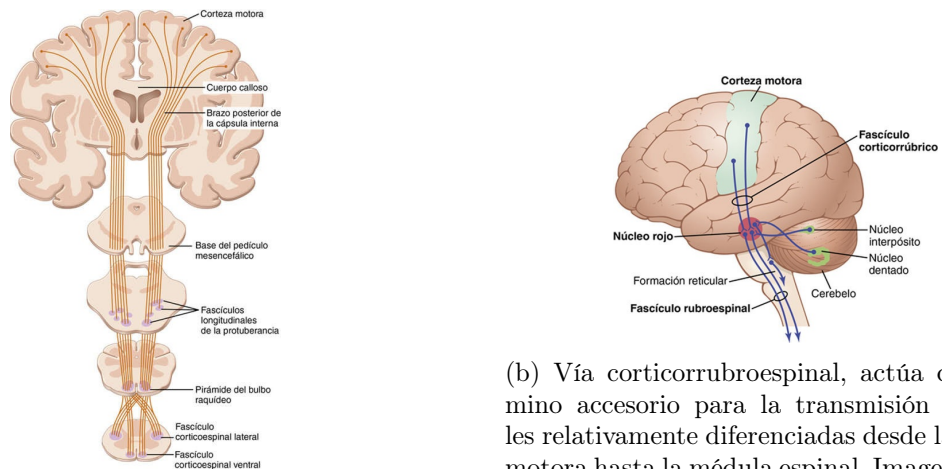 Corteza motora
Cuerpo calloso
Brazo posterior de
la cápsula interna
Base del pedículo
mesencefálico
Fascículos
longitudinales
de la protuberancia
Pirámide del bulbo
raquídeo
Fascículo
corticoespinal lateral
Fascículo
corticoespinal ventral
Corteza motora
Fascículo
corticorrúbrico
Núcleo rojo
Núcleo
interpósito
Núcleo
dentado
Formación reticular
Cerebelo
Fascículo rubroespinal
(b) Vía corticorrubroespinal, actúa
mino accesorio para la transmisión
les relativamente diferenciadas desde
motora hasta la médula espinal. Image